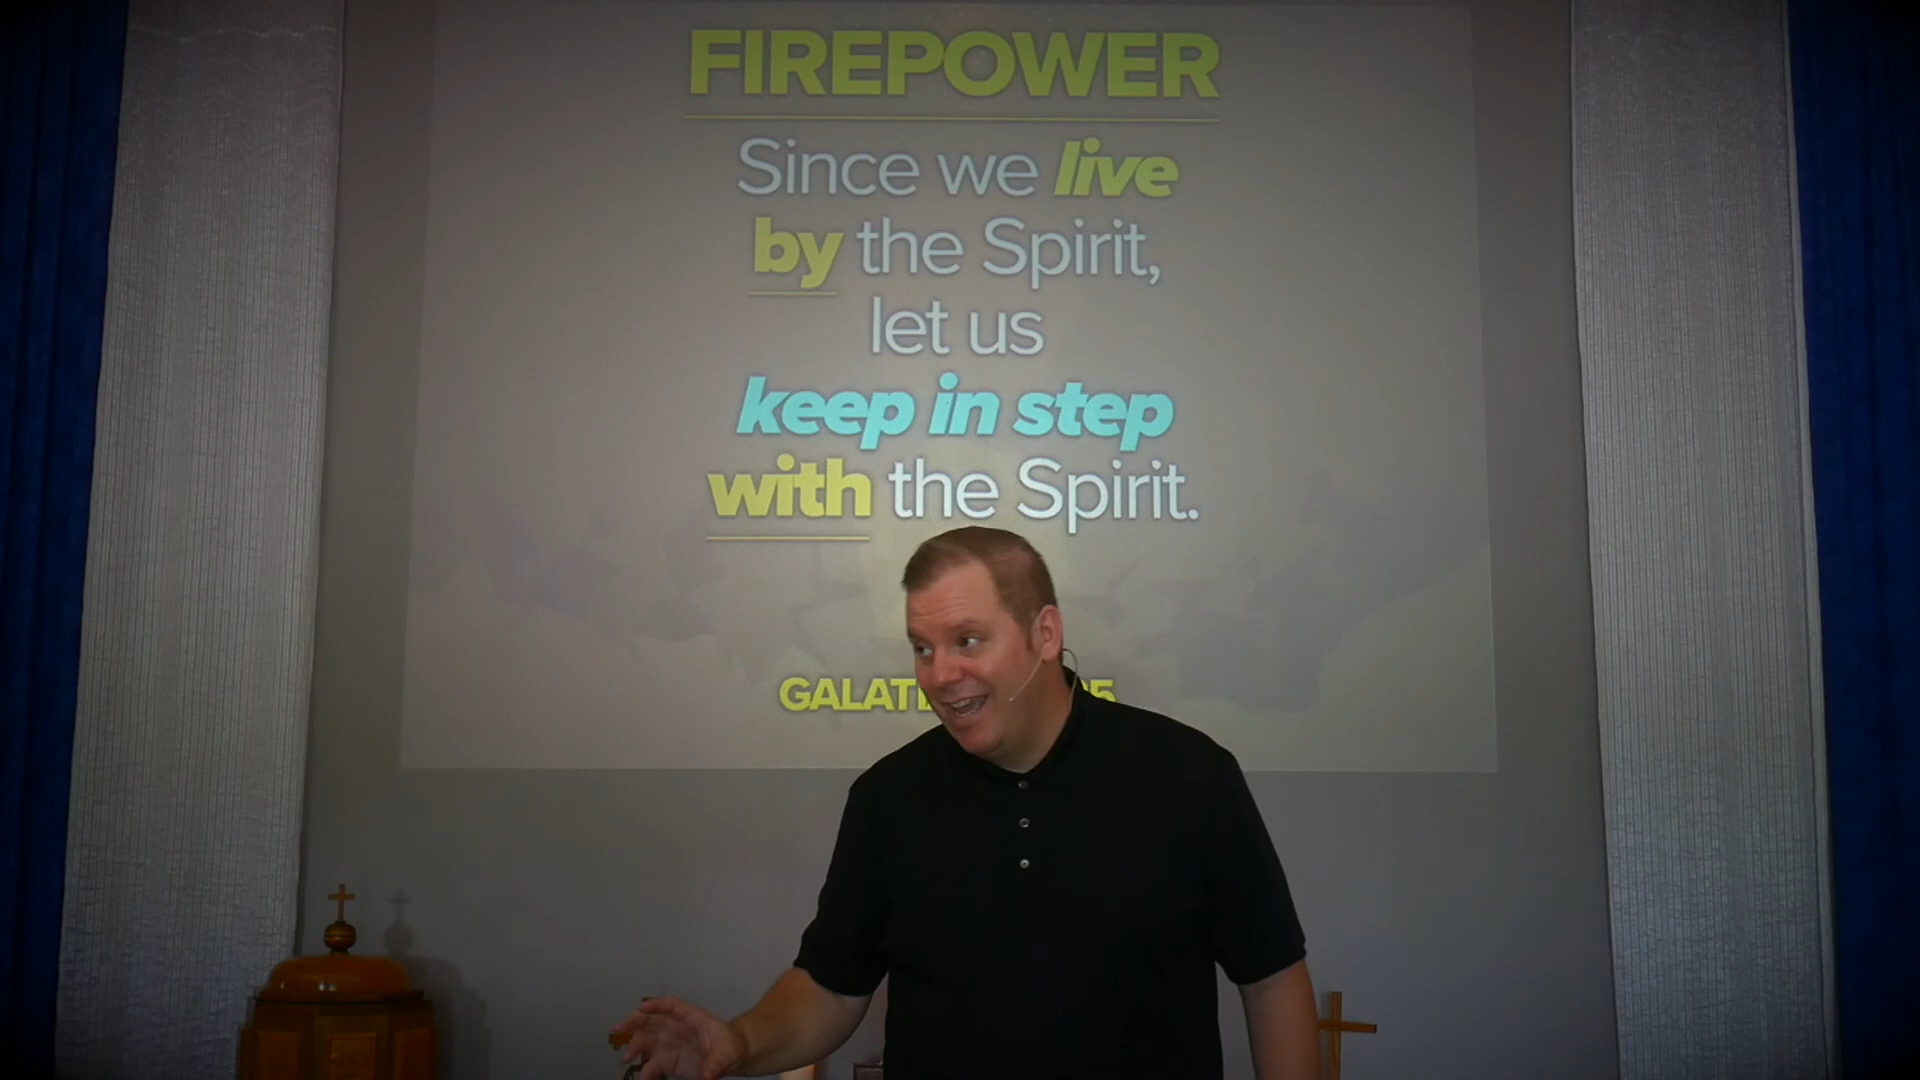 FIREPOWER
Since we live
by the Spirit,
let us
keep in step
with the Spirit.